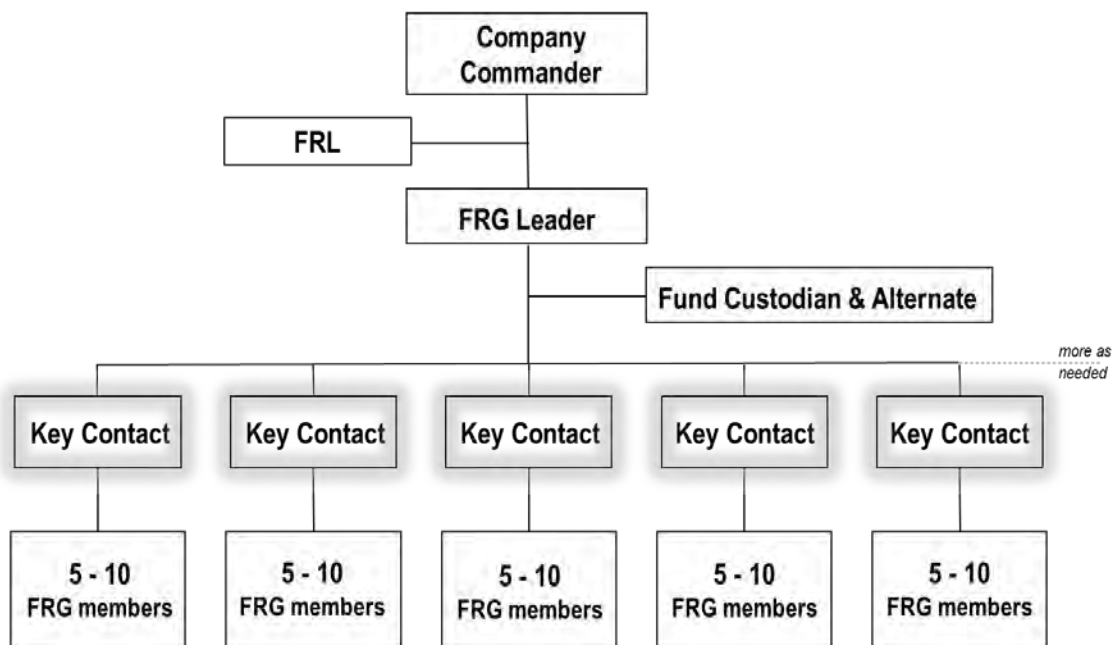 Company
Commander
FRL
FRG Leader
Fund Custodian & Alternate
more as
needed
Key Contact
Key Contact
Key Contact
Key Contact
Key Contact
5 - 10
FRG members
5 - 10
FRG members
5 - 10
FRG members
5 - 10
FRG members
5 - 10
FRG members